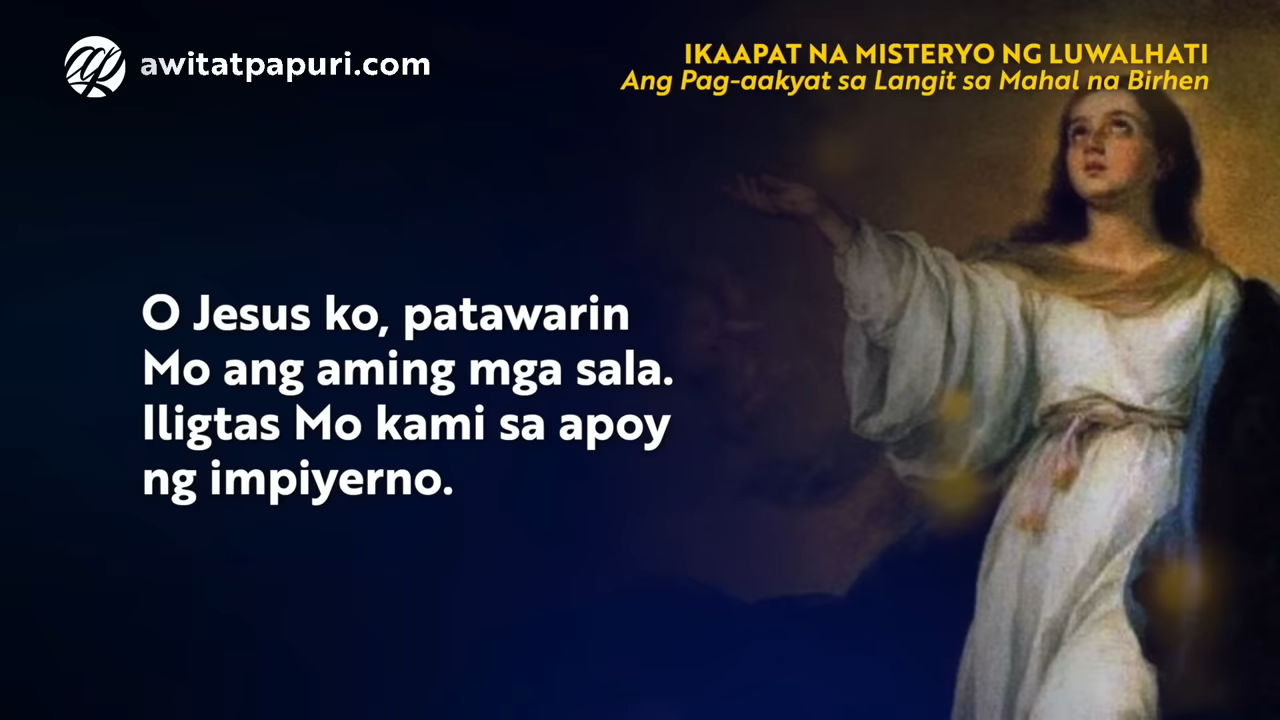 awitatpapuri.com
IKAAPAT NA MISTERYO NG LUWALHATI
Ang Pag-aakyat sa Langit sa Mahal na Birhen
O Jesus ko, patawarin
Mo ang aming mga sala.
Iligtas Mo kami sa apoy
ng impiyerno.